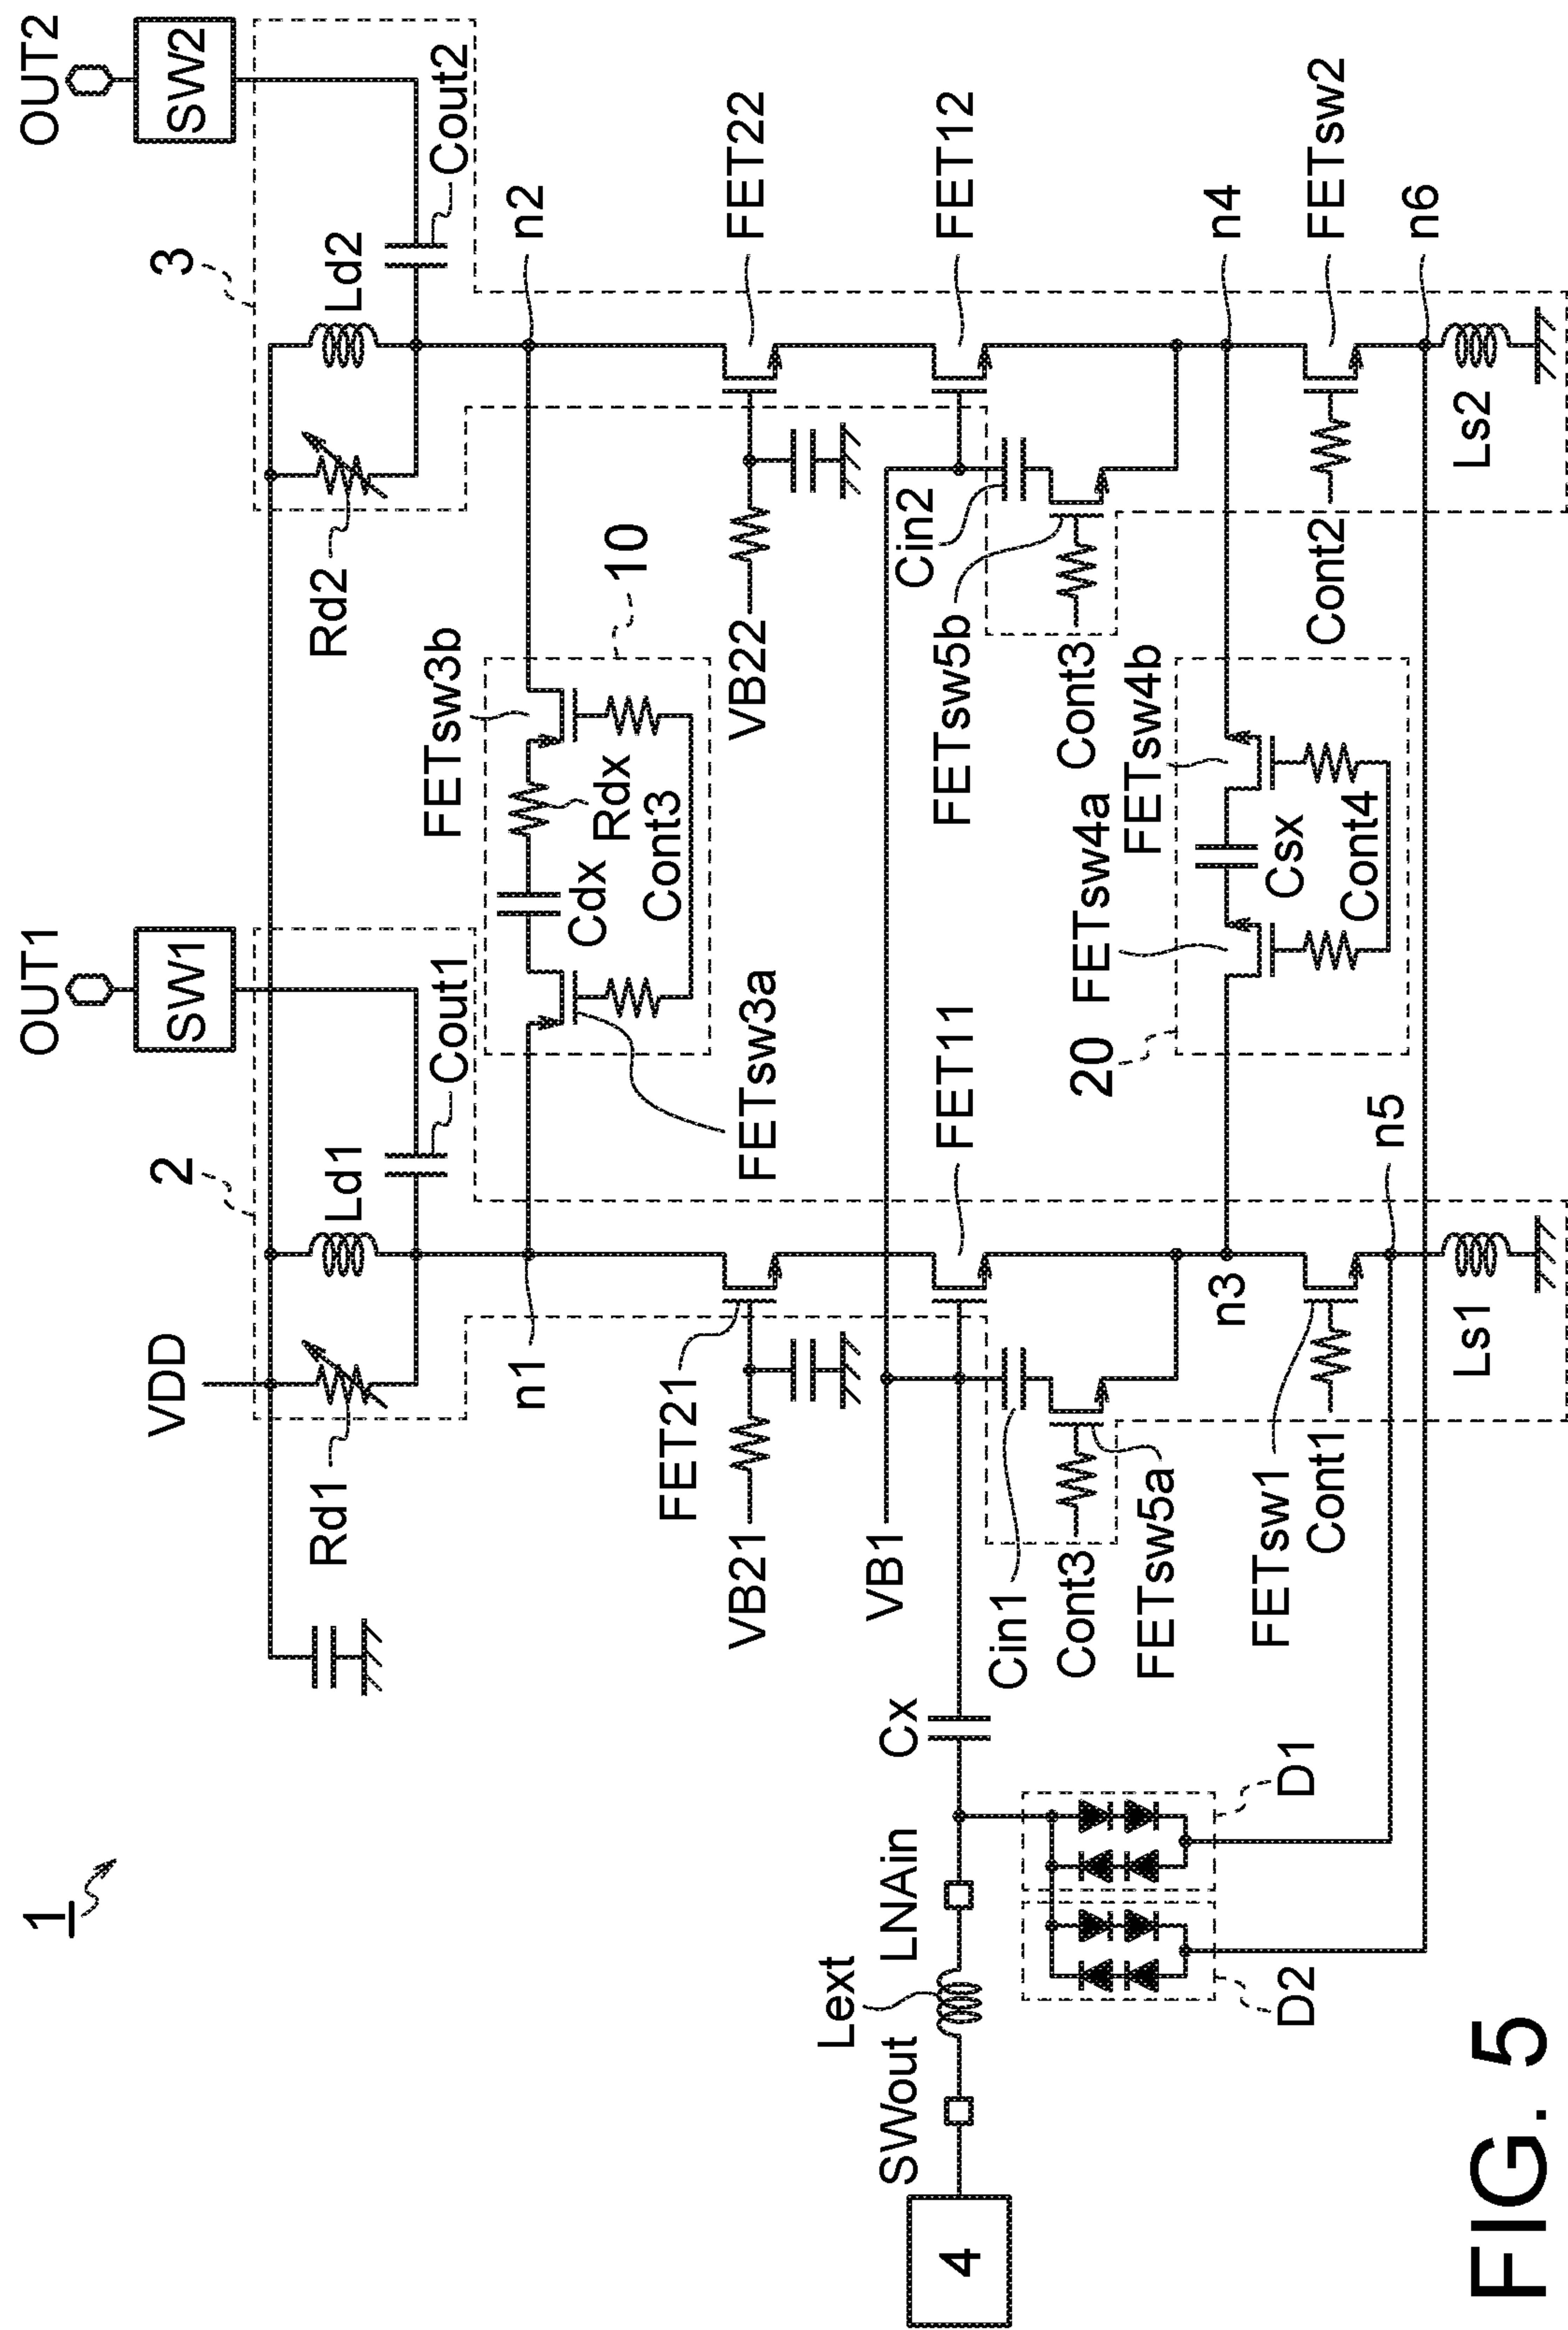 1
OUT1
OUT2
SW1
SW2
VDD
2
3
Rd1
Ld1
Cout1
Rd2
Ld2
Cout2
n1
n2
FETsw3b
10
Cdx
Rdx
Cont3
FETsw3a
FET21
VB21
VB22
FET22
VB1
FET11
FET12
Cin2
FETsw5b
Cont3
Cx
Cin1
Cont3
FETsw5a
20
FETsw4a
FETsw4b
Csx
Cont4
n3
n4
FETsw1
Cont1
n5
Cont2
FETsw2
n6
Ls1
Ls2
4
SWout
Lext
LNAin
D2
D1
FIG. 5